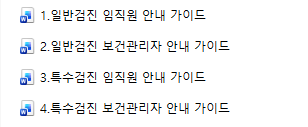 1.일반검진 임직원 안내 가이드
2.일반검진 보건관리자 안내 가이드
3.특수검진 임직원 안내 가이드
4.특수검진 보건관리자 안내 가이드